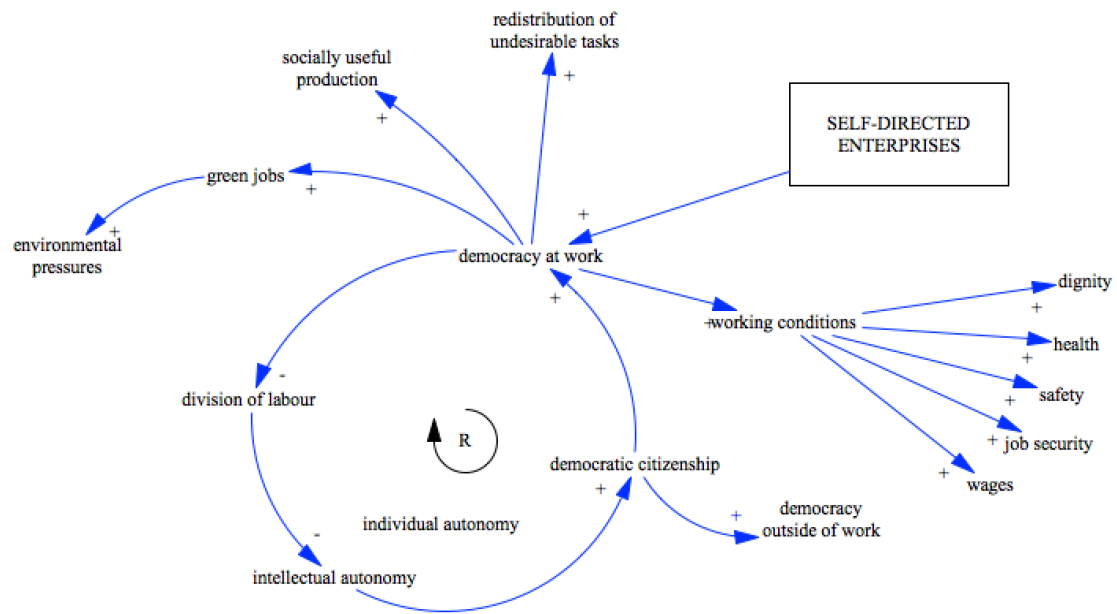 redistribution of
undesirable tasks
+
socially useful
production
+
SELF-DIRECTED
ENTERPRISES
green jobs
+
+
+
environmental
pressures
democracy at work
+
dignity
+
+working conditions
health
+
-
division of labour
safety
+
R
+ job security
democratic citizenship
+
+
wages
individual autonomy
+
democracy
outside of work
-
intellectual autonomy